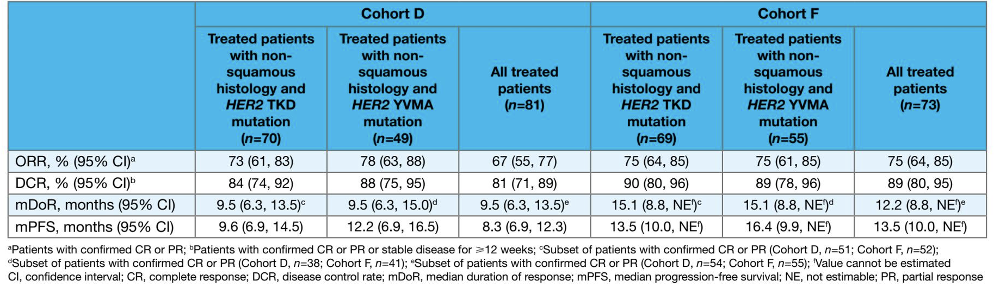 Cohort D Cohort F
Treated patients with non-squamous histology and HER2 TKD mutation (n=70) Treated patients with non-squamous histology and HER2 YVMA mutation (n=49) All treated patients (n=81) Treated patients with non-squamous histology and HER2 TKD mutation (n=69) Treated patients with non-squamous histology and HER2 YVMA mutation (n=55) All treated patients (n=73)
ORR, % (95% CI)ᵃ 73 (61, 83) 78 (63, 88) 67 (55, 77) 75 (64, 85) 75 (61, 85) 75 (64, 85)
DCR, % (95% CI)ᵇ 84 (74, 92) 88 (75, 95) 81 (71, 89) 90 (80, 96) 89 (78, 96) 89 (80, 95)
mDoR, months (95% CI) 9.5 (6.3, 13.5)ᶜ 9.5 (6.3, 15.0)ᵈ 9.5 (6.3, 13.5)ᵉ 15.1 (8.8, NEᶠ)ᶜ 15.1 (8.8, NEᶠ)ᵈ 12.2 (8.8, NEᶠ)ᵉ
mPFS, months (95% CI) 9.6 (6.9, 14.5) 12.2 (6.9, 16.5) 8.3 (6.9, 12.3) 13.5 (10.0, NEᶠ) 16.4 (9.9, NEᶠ) 13.5 (10.0, NEᶠ)
ᵃPatients with confirmed CR or PR; ᵇPatients with confirmed CR or PR or stable disease for ⩾12 weeks; ᶜSubset of patients with confirmed CR or PR (Cohort D, n=51; Cohort F, n=52);
ᵈSubset of patients with confirmed CR or PR (Cohort D, n=38; Cohort F, n=41); ᵉSubset of patients with confirmed CR or PR (Cohort D, n=54; Cohort F, n=55); ᶠValue cannot be estimated
CI, confidence interval; CR, complete response; DCR, disease control rate; mDoR, median duration of response; mPFS, median progression-free survival; NE, not estimable; PR, partial response